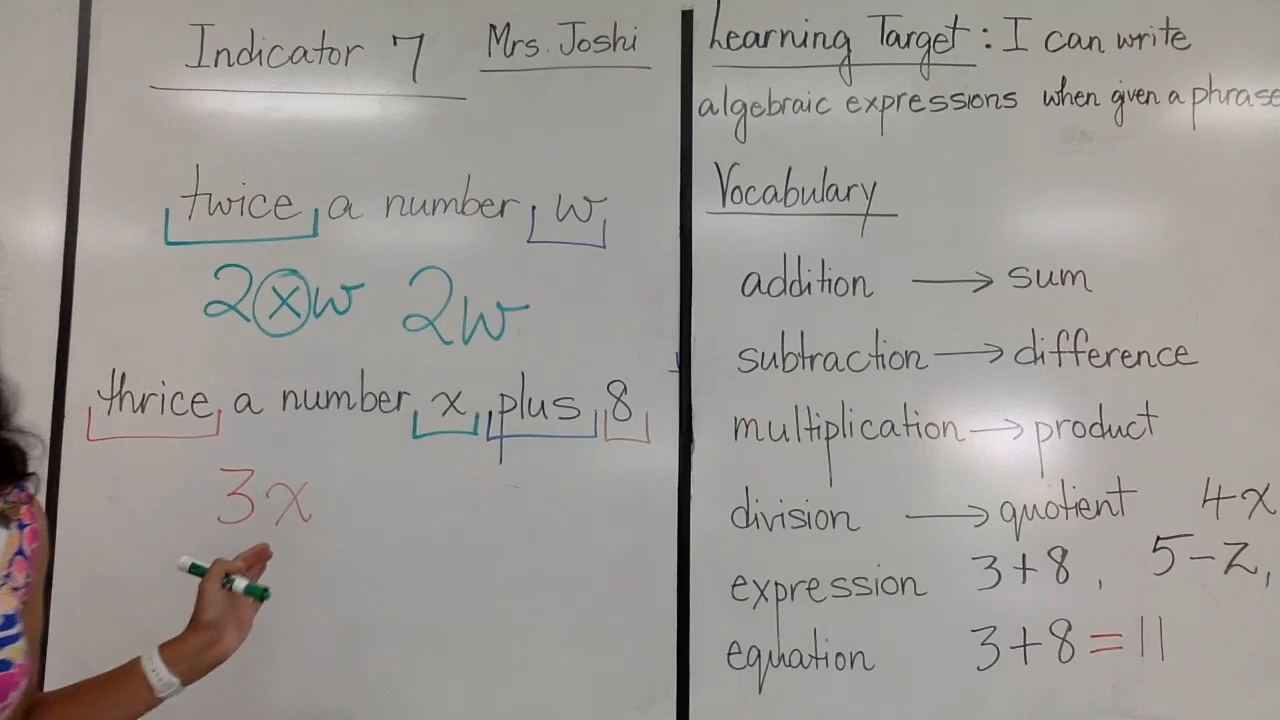 Indicator 7 Mrs. Joshi
twice a number w
2 x w 2w
thrice a number x plus 8
3x
Learning Target: I can write
algebraic expressions when given a phrase
Vocabulary
addition → sum
subtraction → difference
multiplication → product
division → quotient 4x
expression 3+8, 5-z,
equation 3+8=11